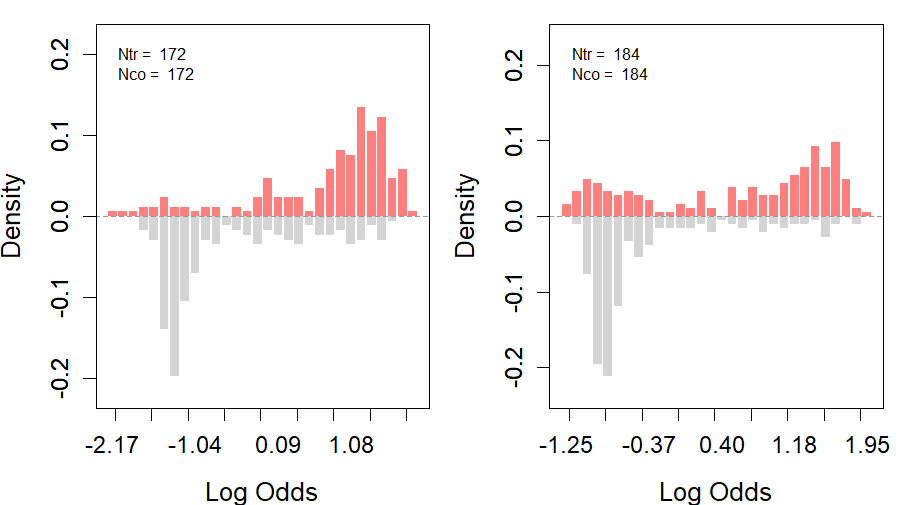 Ntr = 172
Nco = 172
Density
0.2
0.1
0.0
-0.1
-0.2
-2.17 -1.04 0.09 1.08
Log Odds
Ntr = 184
Nco = 184
Density
0.2
0.1
0.0
-0.1
-0.2
-1.25 -0.37 0.40 1.18 1.95
Log Odds